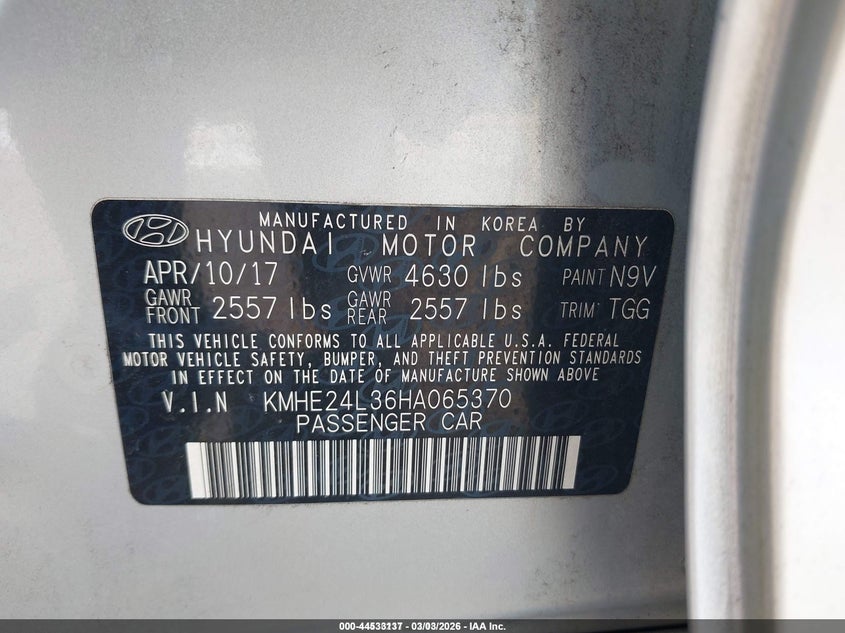 MANUFACTURED IN KOREA BY
HYUNDAI MOTOR COMPANY
APR/10/17 GVWR 4630 lbs PAINT N9V
GAWR FRONT 2557 lbs GAWR REAR 2557 lbs TRIM TGG
THIS VEHICLE CONFORMS TO ALL APPLICABLE U.S.A. FEDERAL
MOTOR VEHICLE SAFETY, BUMPER, AND THEFT PREVENTION STANDARDS
IN EFFECT ON THE DATE OF MANUFACTURE SHOWN ABOVE
V.I.N KMHE24L36HA065370
PASSENGER CAR
03/03/2026 - IAA Inc.